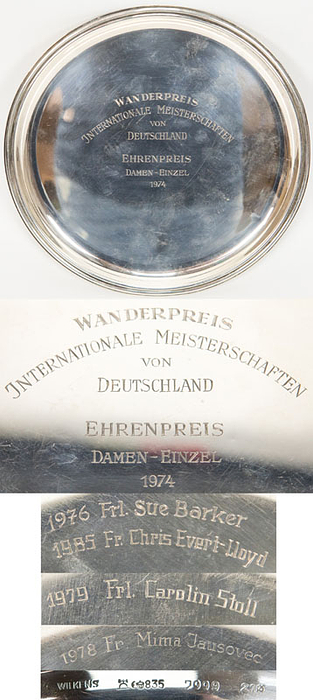 WANDERPREIS
INTERNATIONALE MEISTERSCHAFTEN
VON
DEUTSCHLAND
EHRENPREIS
DAMEN-EINZEL
1974
WANDERPREIS
INTERNATIONALE MEISTERSCHAFTEN
VON
DEUTSCHLAND
EHRENPREIS
DAMEN-EINZEL
1974
1976 Frl. Sue Barker
1985 Fr. Chris Evert-Lloyd
1979 Frl. Carolin Stoll
1978 Fr. Mima Jausovec
WILKENS 835